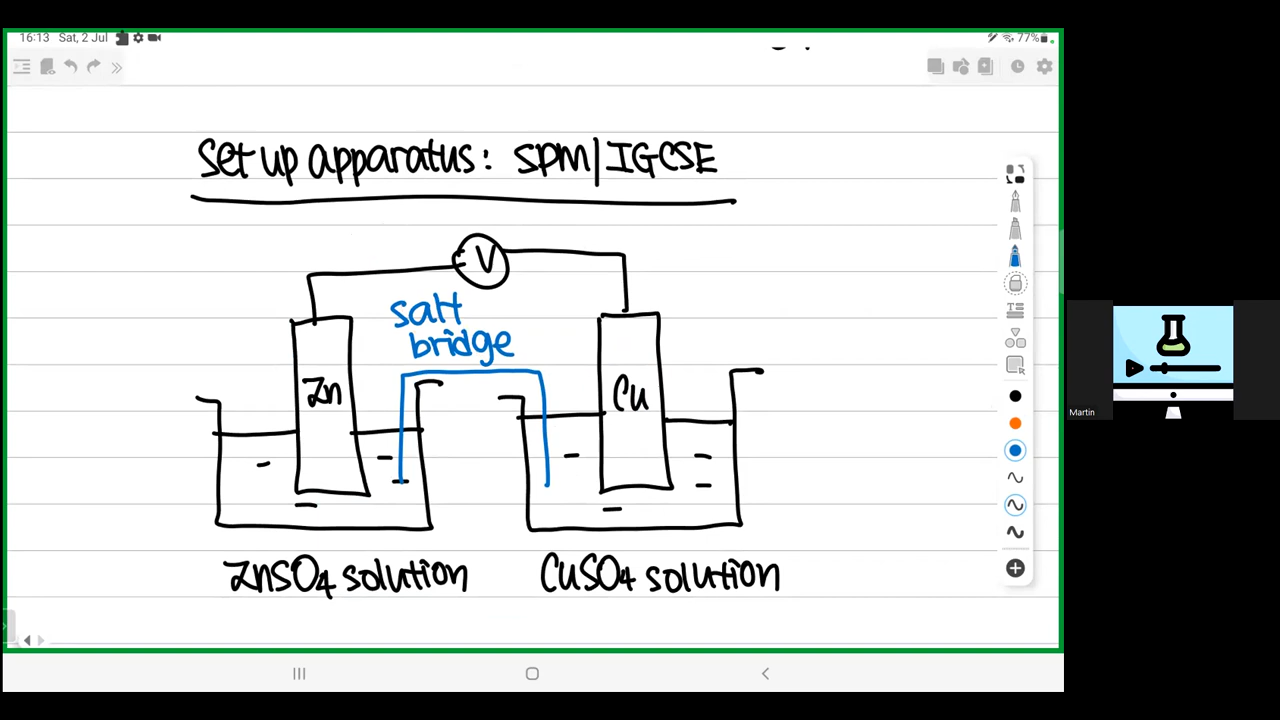 16:13 Sat, 2 Jul
77%
set up apparatus: SPM/IGCSE
V
salt
bridge
Zn
Cu
ZnSO4 solution
CuSO4 solution
Martin